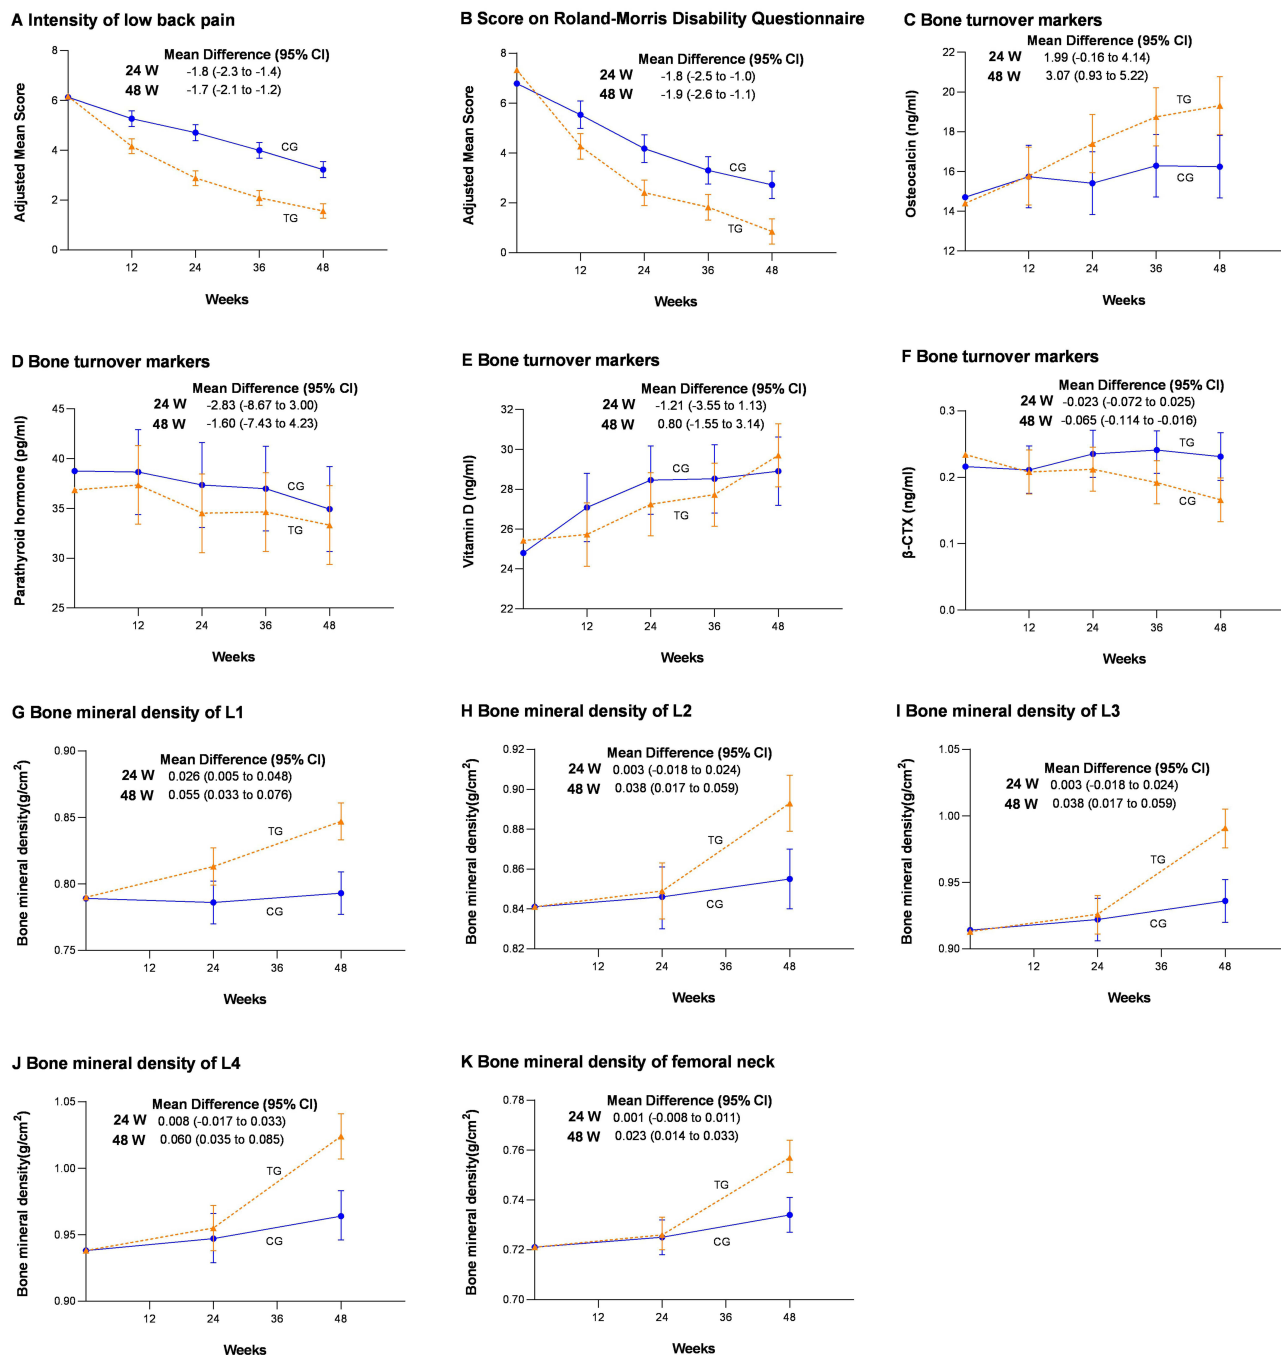 A Intensity of low back pain
Mean Difference (95% CI)
24 W -1.8 (-2.3 to -1.4)
48 W -1.7 (-2.1 to -1.2)
Adjusted Mean Score
8
6
4
2
0
CG
TG
12 24 36 48
Weeks
B Score on Roland-Morris Disability Questionnaire
Mean Difference (95% CI)
24 W -1.8 (-2.5 to -1.0)
48 W -1.9 (-2.6 to -1.1)
Adjusted Mean Score
8
6
4
2
0
CG
TG
12 24 36 48
Weeks
C Bone turnover markers
Mean Difference (95% CI)
24 W 1.99 (-0.16 to 4.14)
48 W 3.07 (0.93 to 5.22)
Osteocalcin (ng/ml)
22
20
18
16
14
12
TG
CG
12 24 36 48
Weeks
D Bone turnover markers
Mean Difference (95% CI)
24 W -2.83 (-8.67 to 3.00)
48 W -1.60 (-7.43 to 4.23)
Parathyroid hormone (pg/ml)
45
40
35
30
25
CG
TG
12 24 36 48
Weeks
E Bone turnover markers
Mean Difference (95% CI)
24 W -1.21 (-3.55 to 1.13)
48 W 0.80 (-1.55 to 3.14)
Vitamin D (ng/ml)
32
30
28
26
24
22
CG
TG
12 24 36 48
Weeks
F Bone turnover markers
Mean Difference (95% CI)
24 W -0.023 (-0.072 to 0.025)
48 W -0.065 (-0.114 to -0.016)
β-CTX (ng/ml)
0.3
0.2
0.1
0.0
TG
CG
12 24 36 48
Weeks
G Bone mineral density of L1
Mean Difference (95% CI)
24 W 0.026 (0.005 to 0.048)
48 W 0.055 (0.033 to 0.076)
Bone mineral density(g/cm²)
0.90
0.85
0.80
0.75
TG
CG
12 24 36 48
Weeks
H Bone mineral density of L2
Mean Difference (95% CI)
24 W 0.003 (-0.018 to 0.024)
48 W 0.038 (0.017 to 0.059)
Bone mineral density(g/cm²)
0.92
0.90
0.88
0.86
0.84
0.82
TG
CG
12 24 36 48
Weeks
I Bone mineral density of L3
Mean Difference (95% CI)
24 W 0.003 (-0.018 to 0.024)
48 W 0.038 (0.017 to 0.059)
Bone mineral density(g/cm²)
1.05
1.00
0.95
0.90
TG
CG
12 24 36 48
Weeks
J Bone mineral density of L4
Mean Difference (95% CI)
24 W 0.008 (-0.017 to 0.033)
48 W 0.060 (0.035 to 0.085)
Bone mineral density(g/cm²)
1.05
1.00
0.95
0.90
TG
CG
12 24 36 48
Weeks
K Bone mineral density of femoral neck
Mean Difference (95% CI)
24 W 0.001 (-0.008 to 0.011)
48 W 0.023 (0.014 to 0.033)
Bone mineral density(g/cm²)
0.78
0.76
0.74
0.72
0.70
TG
CG
12 24 36 48
Weeks